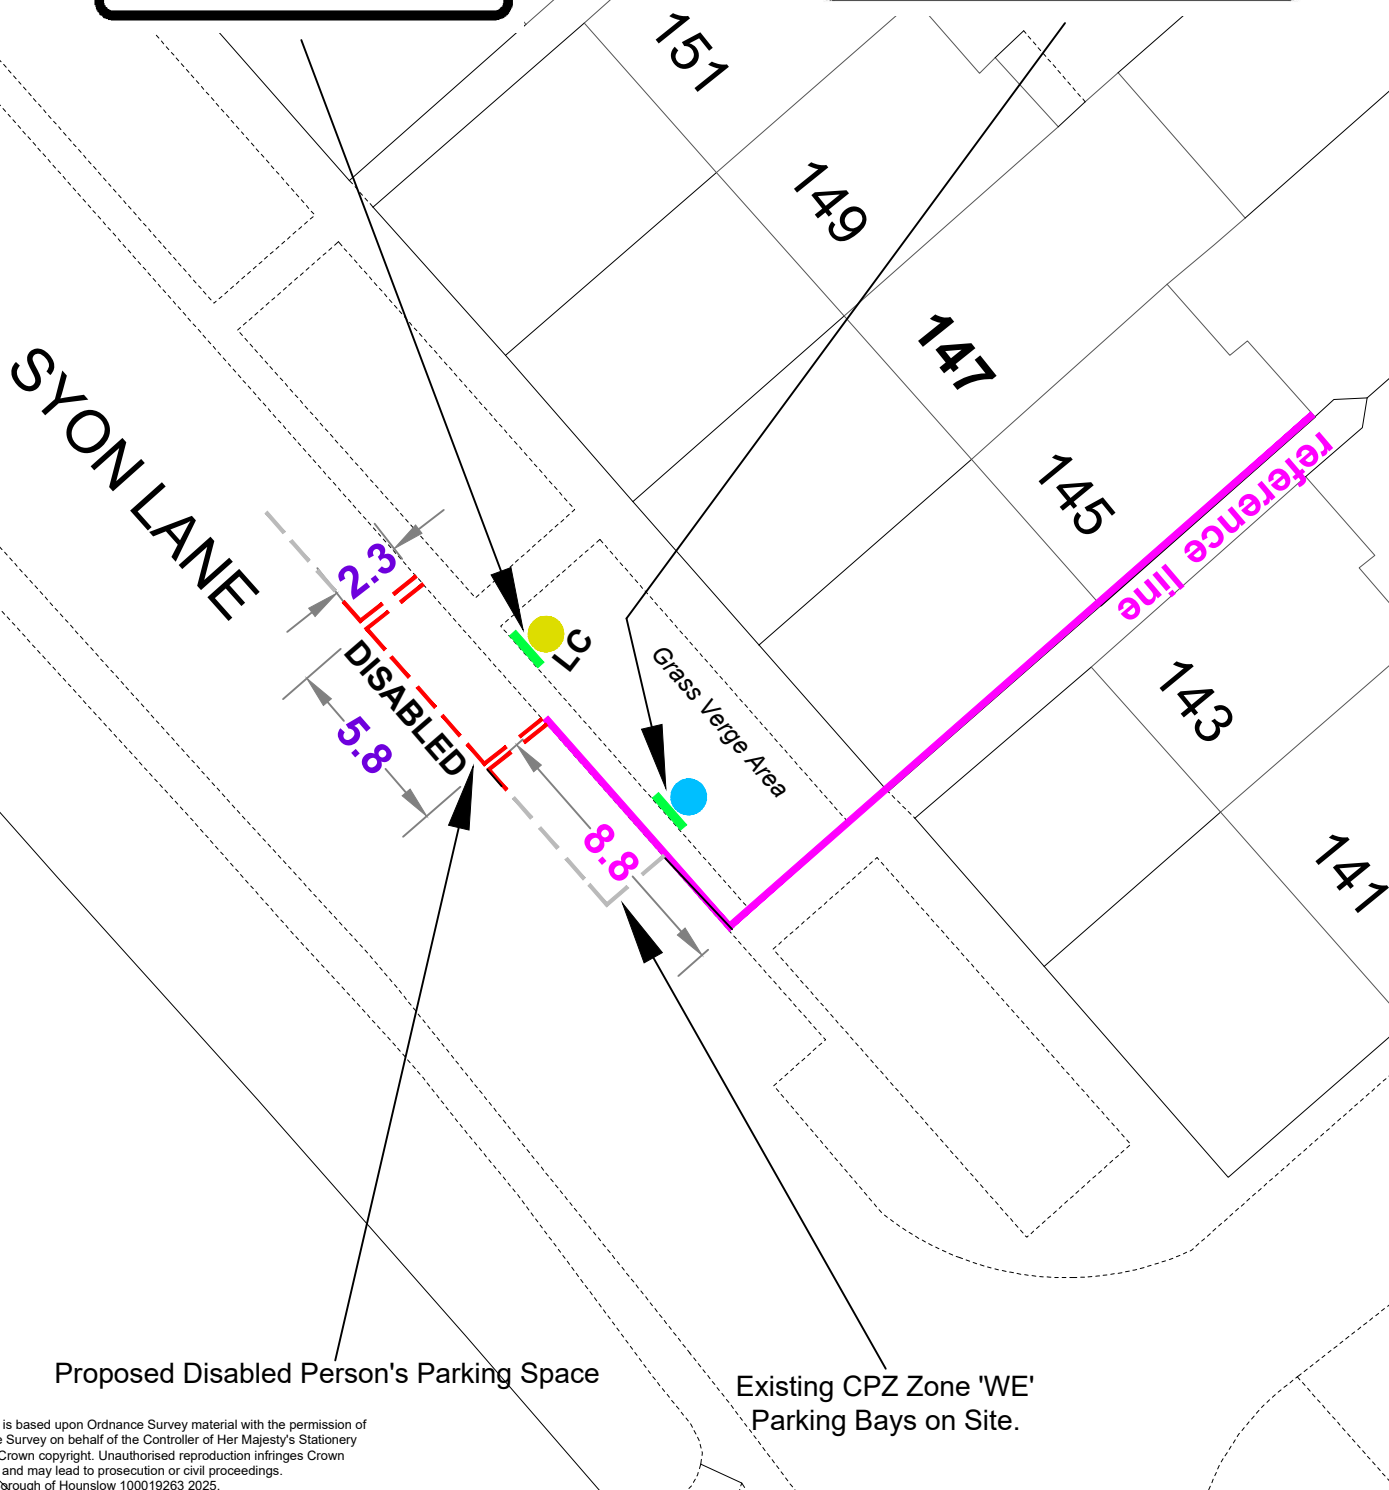 151
149
147
145
143
141
SYON LANE
reference line
2.3
DISABLED
5.8
LC
Grass Verge Area
8.8
Proposed Disabled Person's Parking Space
Existing CPZ Zone 'WE'
Parking Bays on Site.
is based upon Ordnance Survey material with the permission of
Survey on behalf of the Controller of Her Majesty's Stationery
Crown copyright. Unauthorised reproduction infringes Crown
and may lead to prosecution or civil proceedings.
orough of Hounslow 100019263 2025.